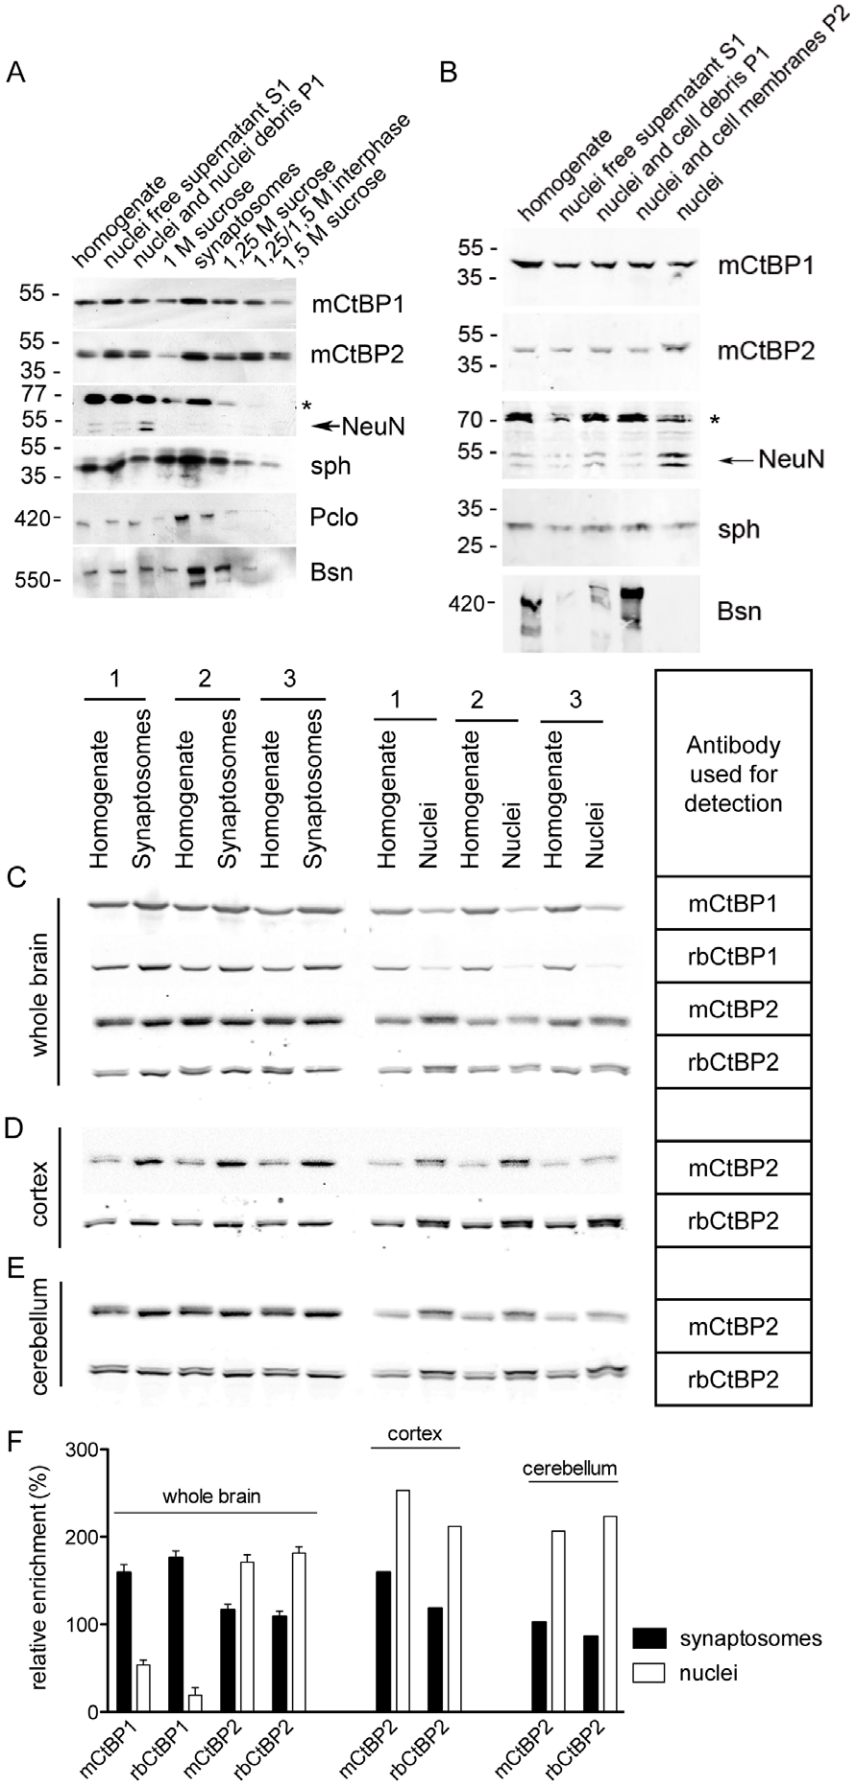 A
homogenate
nuclei free supernatant S1
nuclei and nuclei debris P1
1 M sucrose
synaptosomes
1,25 M sucrose
1,25/1,5 M interphase
1,5 M sucrose
55 -
mCtBP1
55 -
35 -
mCtBP2
77 -
55 -
*
NeuN
55 -
35 -
sph
420-
Pclo
550-
Bsn
B
homogenate
nuclei free supernatant S1
nuclei and cell debris P1
nuclei and cell membranes P2
nuclei
55 -
35 -
mCtBP1
55 -
35 -
mCtBP2
70 -
55 -
*
NeuN
35 -
25 -
sph
420-
Bsn
1 2 3
Homogenate
Synaptosomes
Homogenate
Synaptosomes
Homogenate
Synaptosomes
1 2 3
Homogenate
Nuclei
Homogenate
Nuclei
Homogenate
Nuclei
Antibody
used for
detection
C
whole brain
mCtBP1
rbCtBP1
mCtBP2
rbCtBP2
D
cortex
mCtBP2
rbCtBP2
E
cerebellum
mCtBP2
rbCtBP2
F
relative enrichment (%)
300
200
100
0
whole brain
cortex
cerebellum
mCtBP1
rbCtBP1
mCtBP2
rbCtBP2
mCtBP2
rbCtBP2
mCtBP2
rbCtBP2
synaptosomes
nuclei